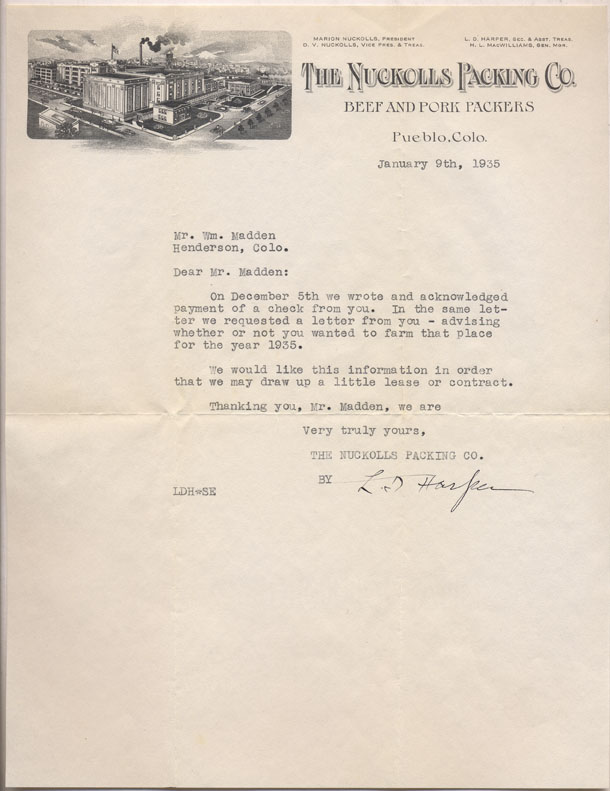 MARION NUCKOLLS, PRESIDENT
G. V. NUCKOLLS, VICE PRES. & TREAS.
L. D. HARPER, SEC. & ASST. TREAS.
H. L. MACWILLIAMS, GEN. MGR.
THE NUCKOLLS PACKING CO.
BEEF AND PORK PACKERS
Pueblo, Colo.
January 9th, 1935
Mr. Wm. Madden
Henderson, Colo.
Dear Mr. Madden:
On December 5th we wrote and acknowledged
payment of a check from you. In the same let-
ter we requested a letter from you - advising
whether or not you wanted to farm that place
for the year 1935.
We would like this information in order
that we may draw up a little lease or contract.
Thanking you, Mr. Madden, we are
Very truly yours,
THE NUCKOLLS PACKING CO.
BY L. D Harper
LDH*SE